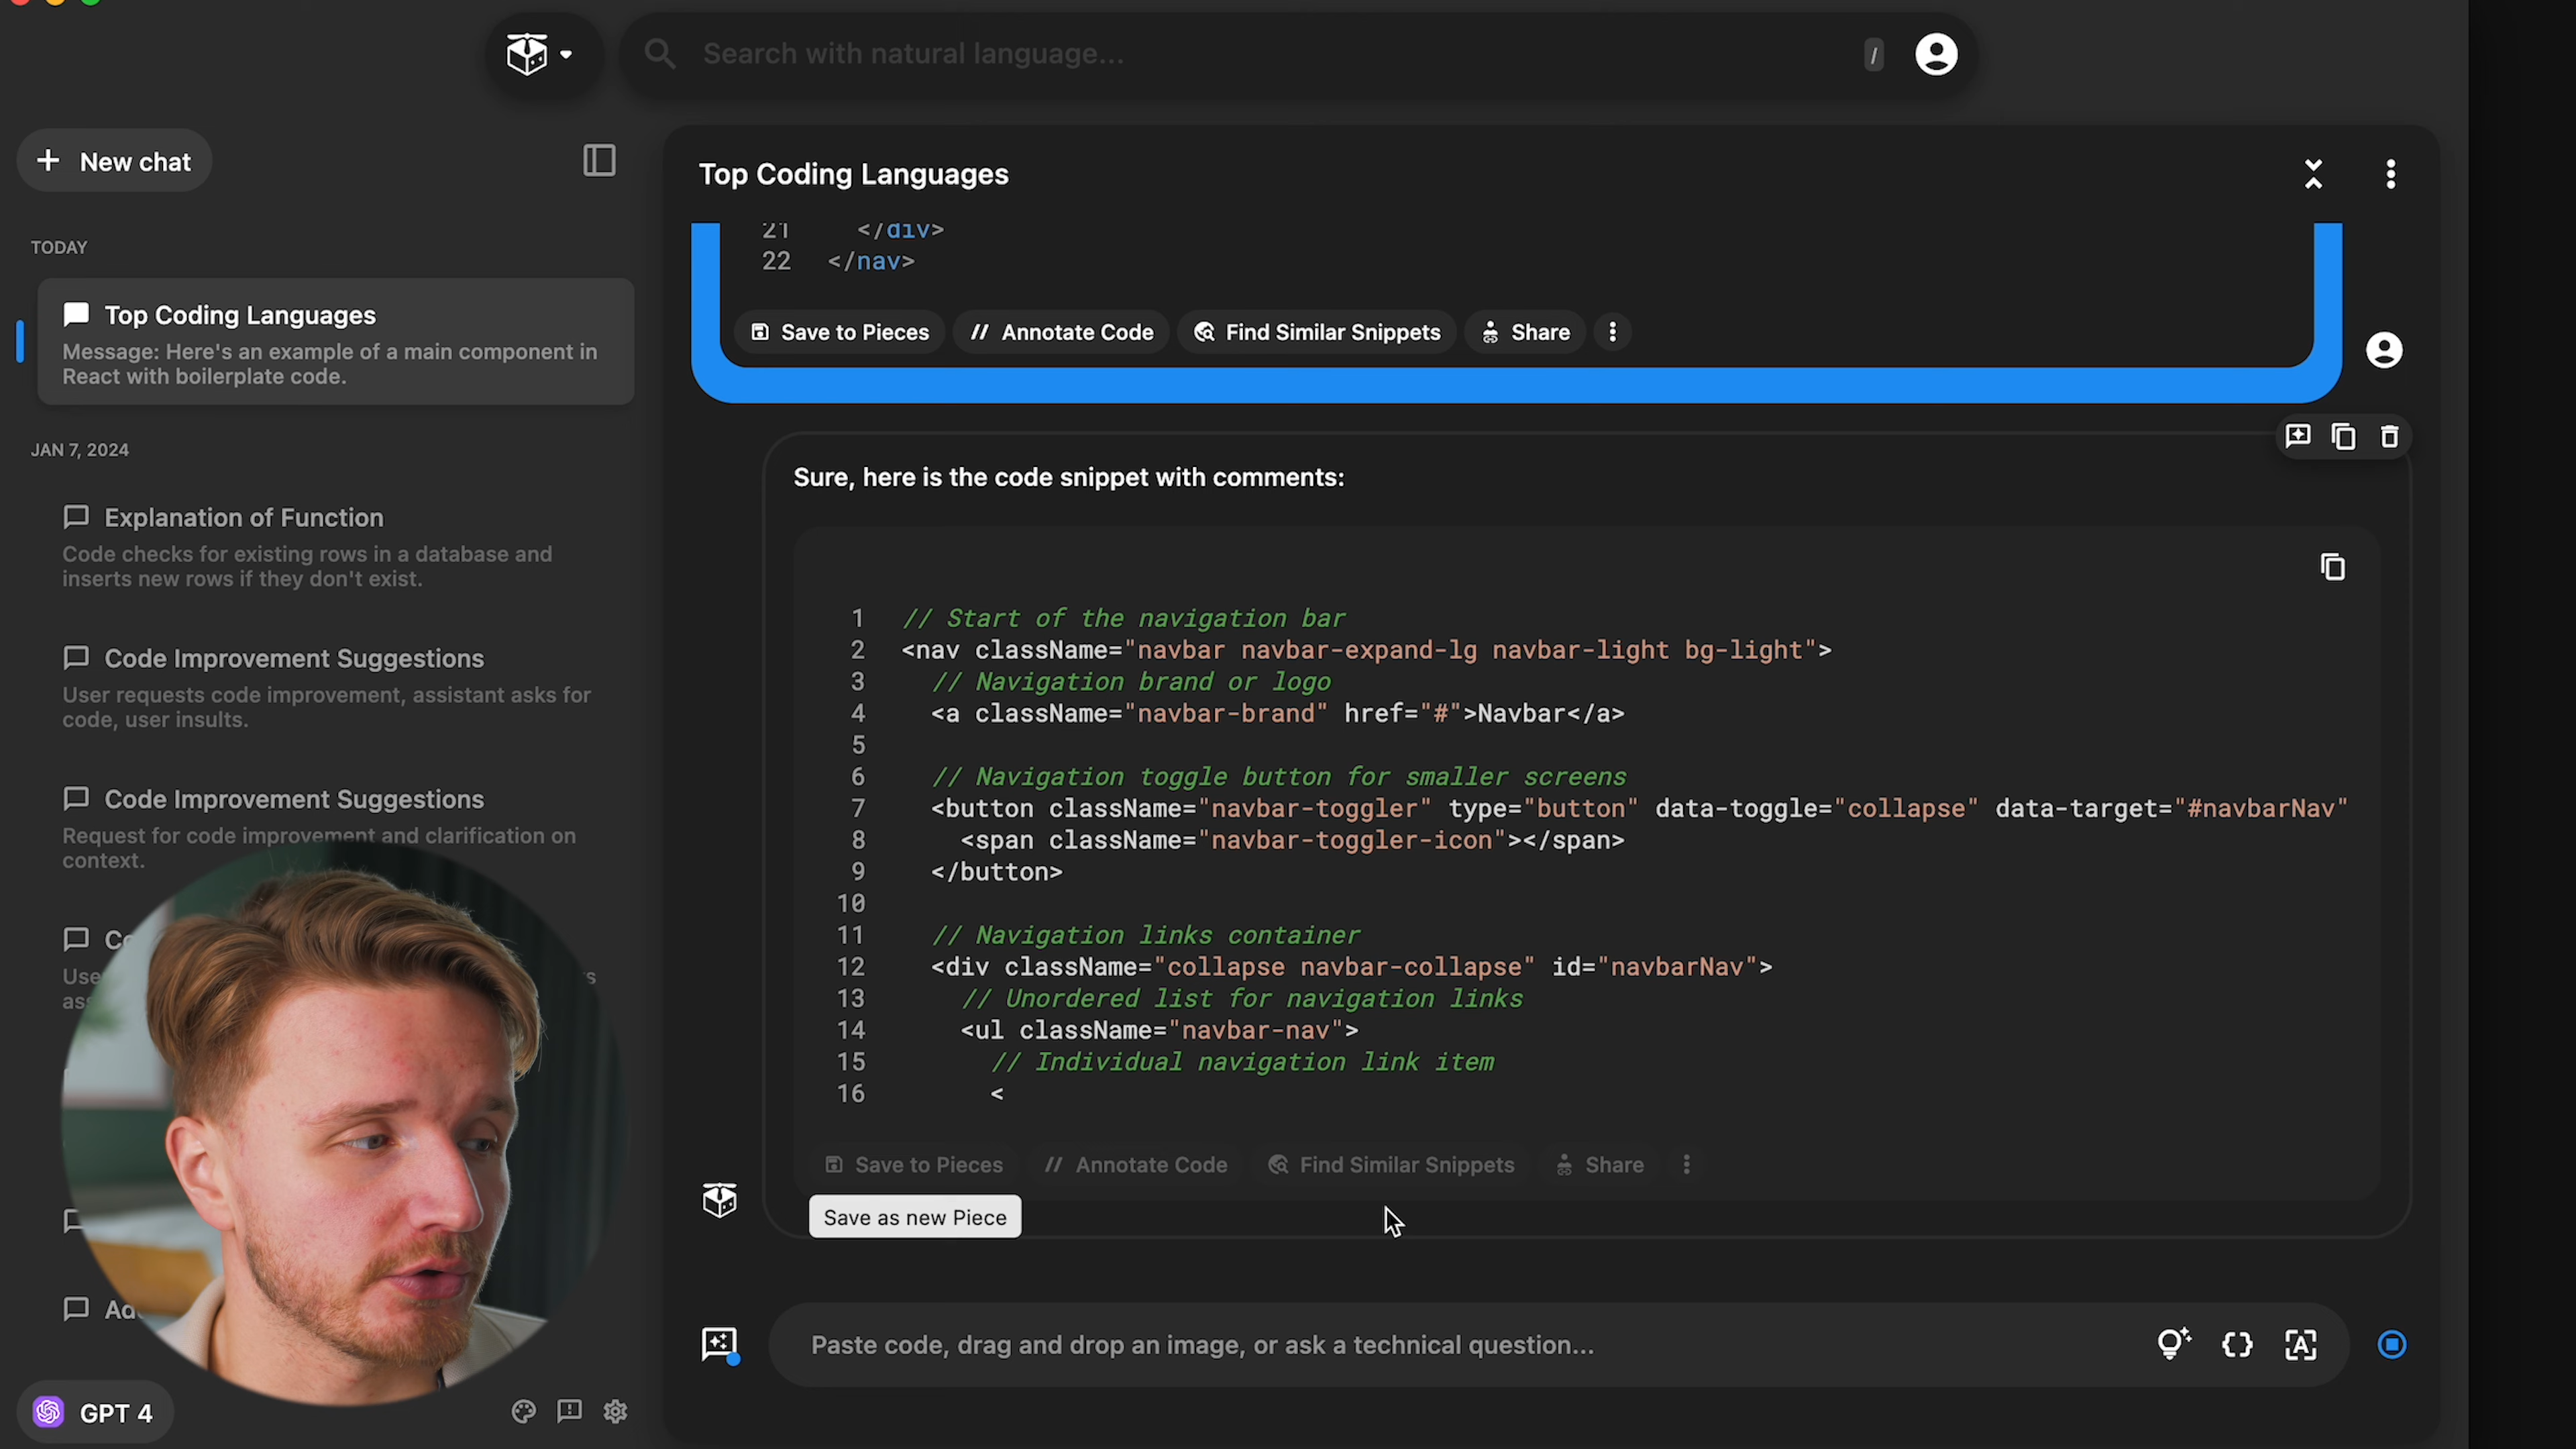 Search with natural language...
/
New chat
Top Coding Languages
TODAY
Top Coding Languages
Message: Here's an example of a main component in
React with boilerplate code.
JAN 7, 2024
Explanation of Function
Code checks for existing rows in a database and
inserts new rows if they don't exist.
Code Improvement Suggestions
User requests code improvement, assistant asks for
code, user insults.
Code Improvement Suggestions
Request for code improvement and clarification on
context.
GPT 4
21 </div>
22 </nav>
Save to Pieces // Annotate Code Find Similar Snippets Share
Sure, here is the code snippet with comments:
1 // Start of the navigation bar
2 <nav className="navbar navbar-expand-lg navbar-light bg-light">
3 // Navigation brand or logo
4 <a className="navbar-brand" href="#">Navbar</a>
5
6 // Navigation toggle button for smaller screens
7 <button className="navbar-toggler" type="button" data-toggle="collapse" data-target="#navbarNav"
8 <span className="navbar-toggler-icon"></span>
9 </button>
10
11 // Navigation links container
12 <div className="collapse navbar-collapse" id="navbarNav">
13 // Unordered list for navigation links
14 <ul className="navbar-nav">
15 // Individual navigation link item
16 <
Save to Pieces // Annotate Code Find Similar Snippets Share
Save as new Piece
Paste code, drag and drop an image, or ask a technical question...